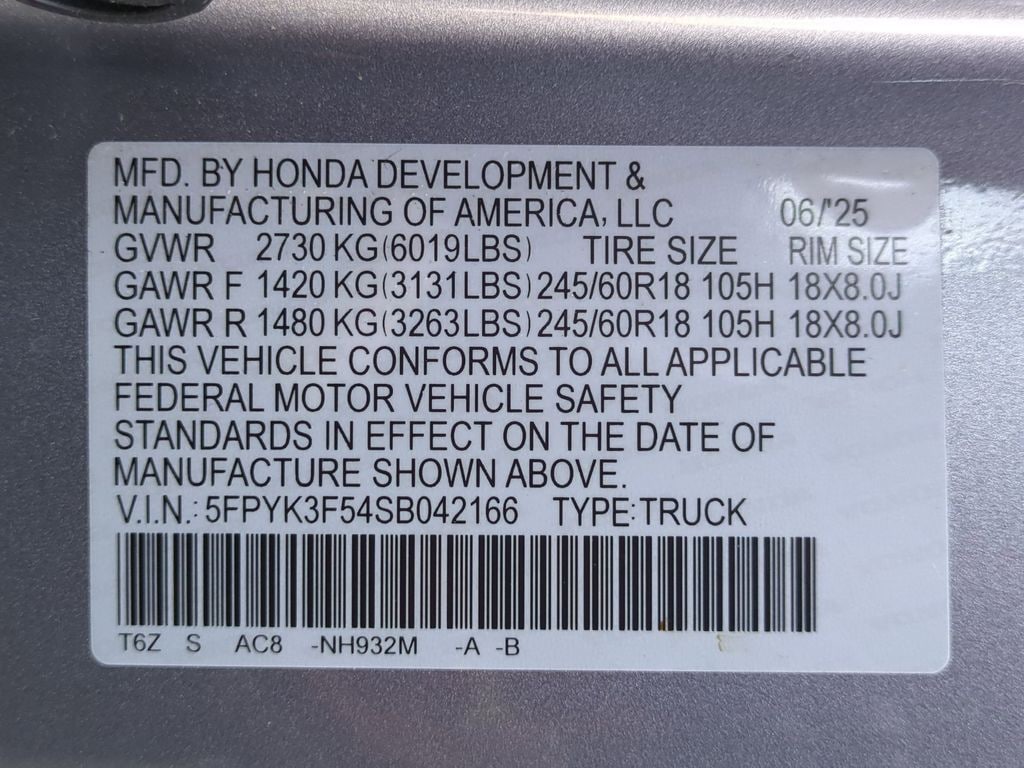 MFD. BY HONDA DEVELOPMENT &
MANUFACTURING OF AMERICA, LLC 06/'25
GVWR 2730 KG(6019LBS) TIRE SIZE RIM SIZE
GAWR F 1420 KG(3131LBS) 245/60R18 105H 18X8.0J
GAWR R 1480 KG(3263LBS) 245/60R18 105H 18X8.0J
THIS VEHICLE CONFORMS TO ALL APPLICABLE
FEDERAL MOTOR VEHICLE SAFETY
STANDARDS IN EFFECT ON THE DATE OF
MANUFACTURE SHOWN ABOVE.
V.I.N.: 5FPYK3F54SB042166 TYPE: TRUCK
T6Z S AC8 -NH932M -A -B